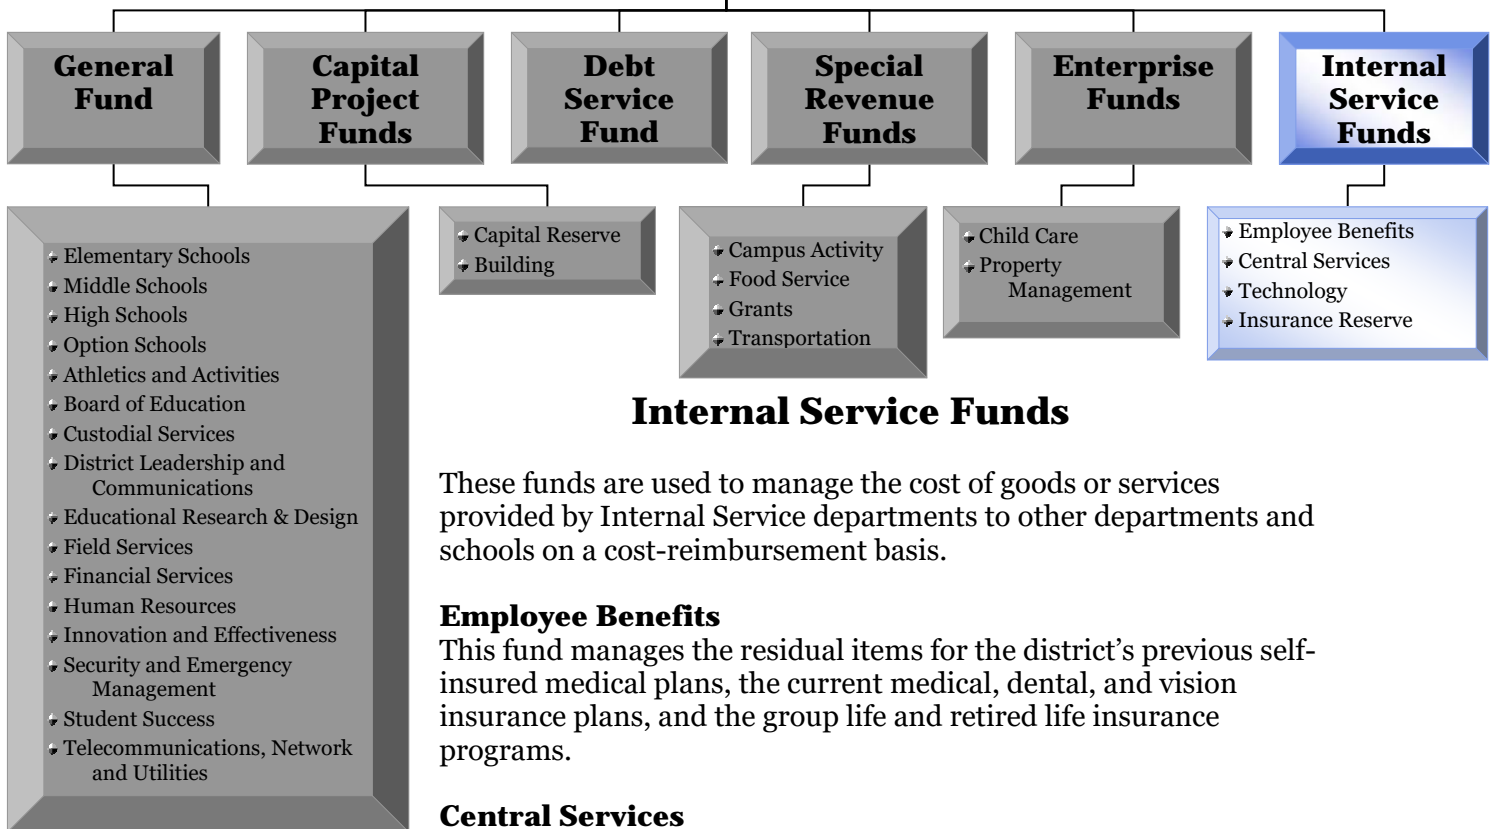 General
Fund
Capital
Project
Funds
Debt
Service
Fund
Special
Revenue
Funds
Enterprise
Funds
Internal
Service
Funds
Elementary Schools
Middle Schools
High Schools
Option Schools
Athletics and Activities
Board of Education
Custodial Services
District Leadership and
Communications
Educational Research & Design
Field Services
Financial Services
Human Resources
Innovation and Effectiveness
Security and Emergency
Management
Student Success
Telecommunications, Network
and Utilities
Capital Reserve
Building
Campus Activity
Food Service
Grants
Transportation
Child Care
Property
Management
Employee Benefits
Central Services
Technology
Insurance Reserve
Internal Service Funds
These funds are used to manage the cost of goods or services
provided by Internal Service departments to other departments and
schools on a cost-reimbursement basis.
Employee Benefits
This fund manages the residual items for the district’s previous self-
insured medical plans, the current medical, dental, and vision
insurance plans, and the group life and retired life insurance
programs.
Central Services